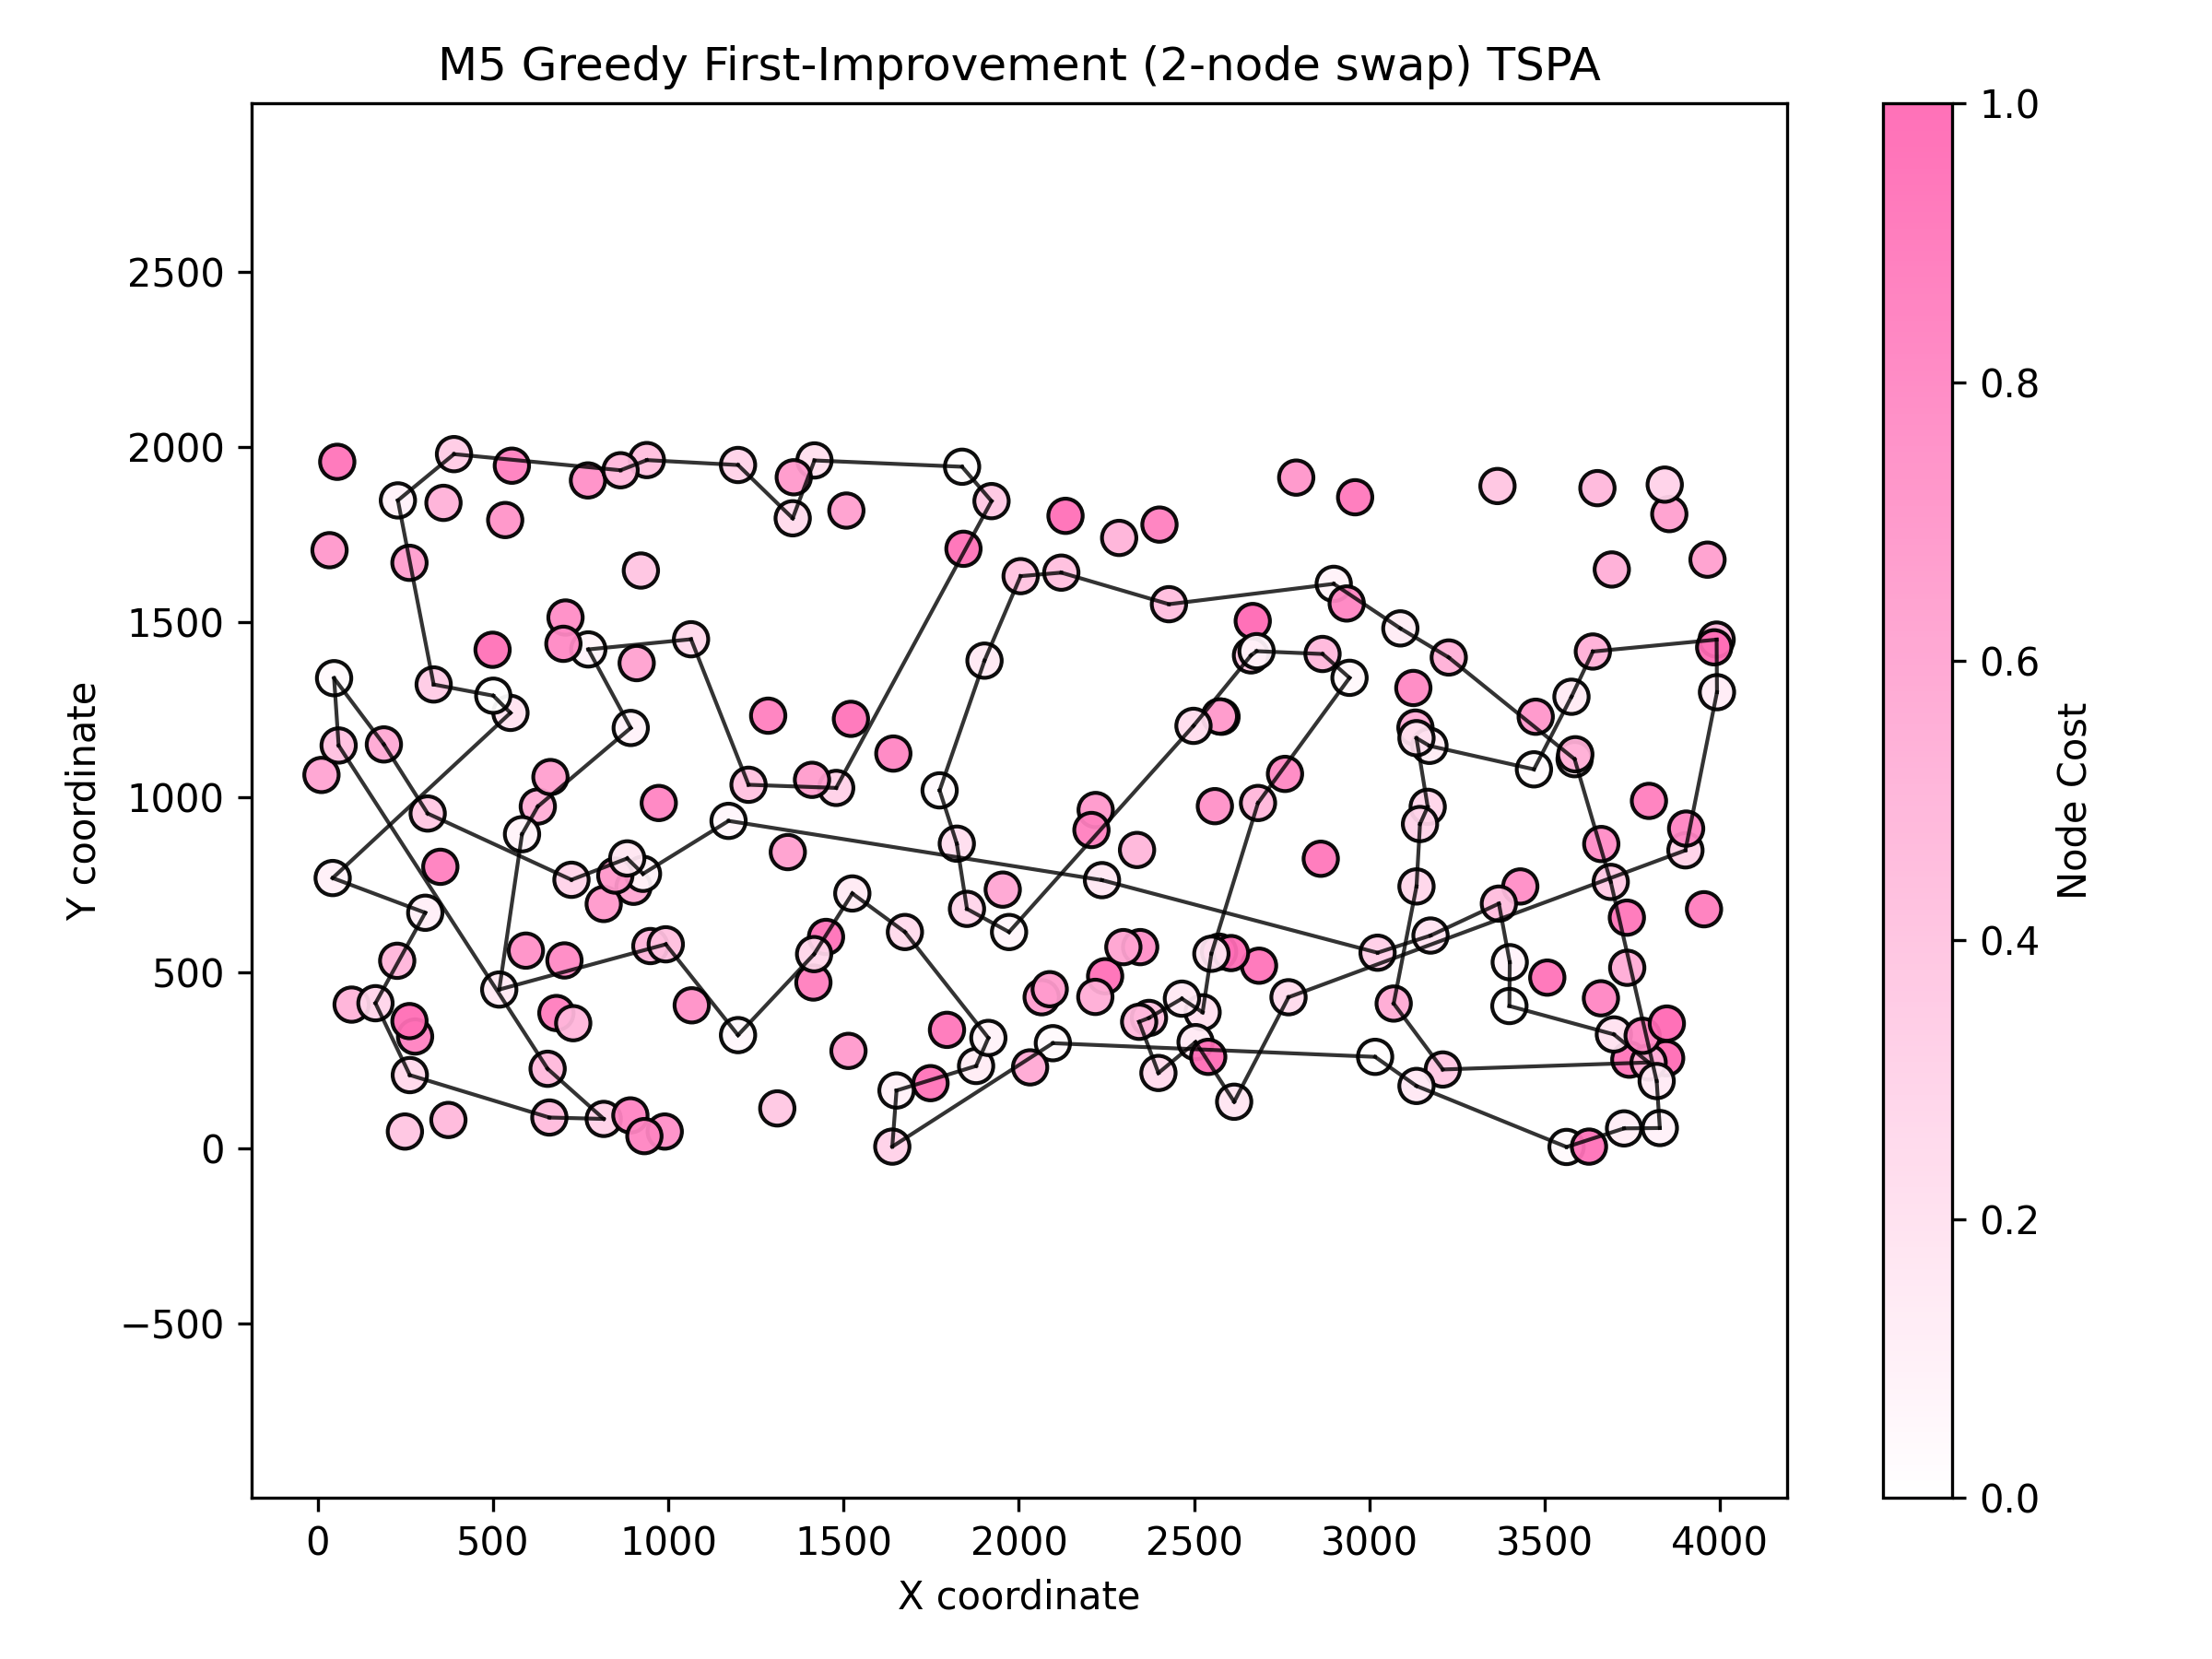 M5 Greedy First-Improvement (2-node swap) TSPA
Y coordinate
2500
2000
1500
1000
500
0
−500
0 500 1000 1500 2000 2500 3000 3500 4000
X coordinate
1.0
0.8
0.6
0.4
0.2
0.0
Node Cost